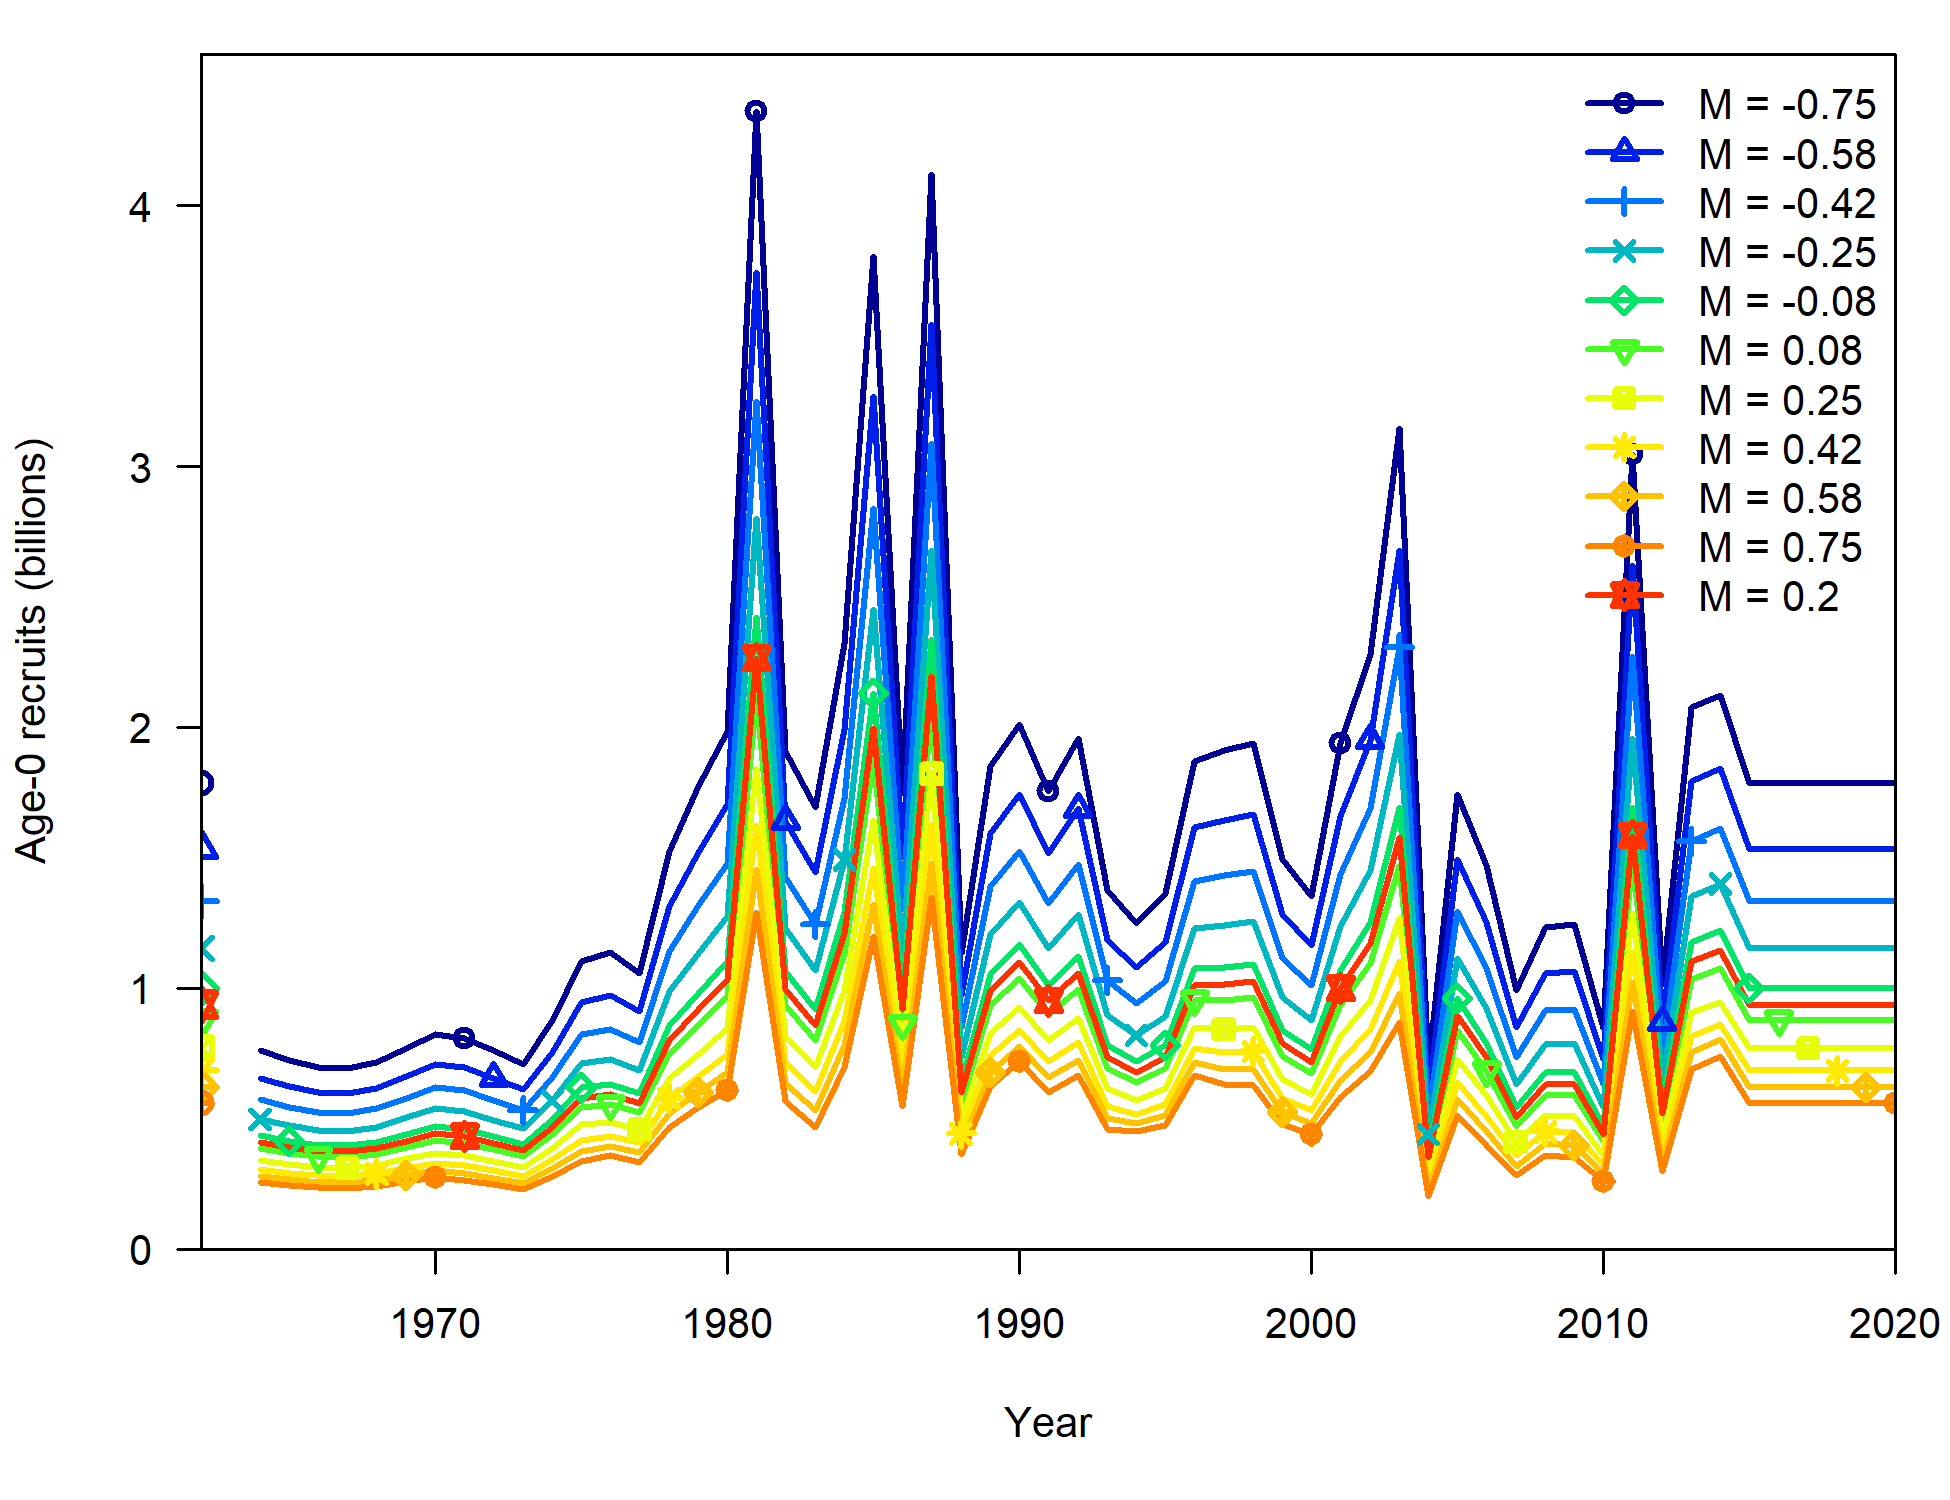 M = -0.75
M = -0.58
M = -0.42
M = -0.25
M = -0.08
M = 0.08
M = 0.25
M = 0.42
M = 0.58
M = 0.75
M = 0.2
Age-0 recruits (billions)
4
3
2
1
0
1970 1980 1990 2000 2010 2020
Year